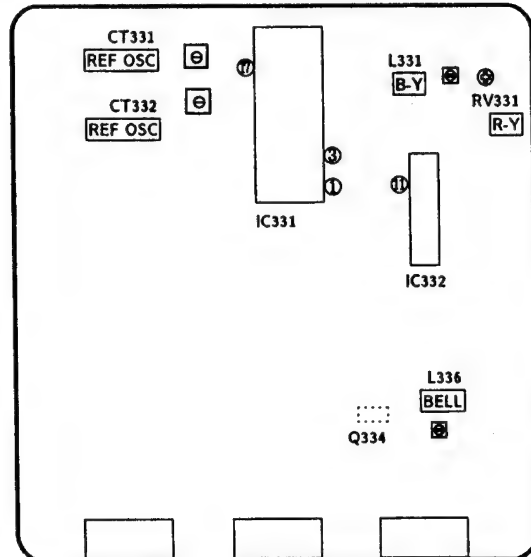 CT331
REF OSC
CT332
REF OSC
17
3
1
IC331
L331
B-Y
RV331
R-Y
11
IC332
L336
BELL
Q334